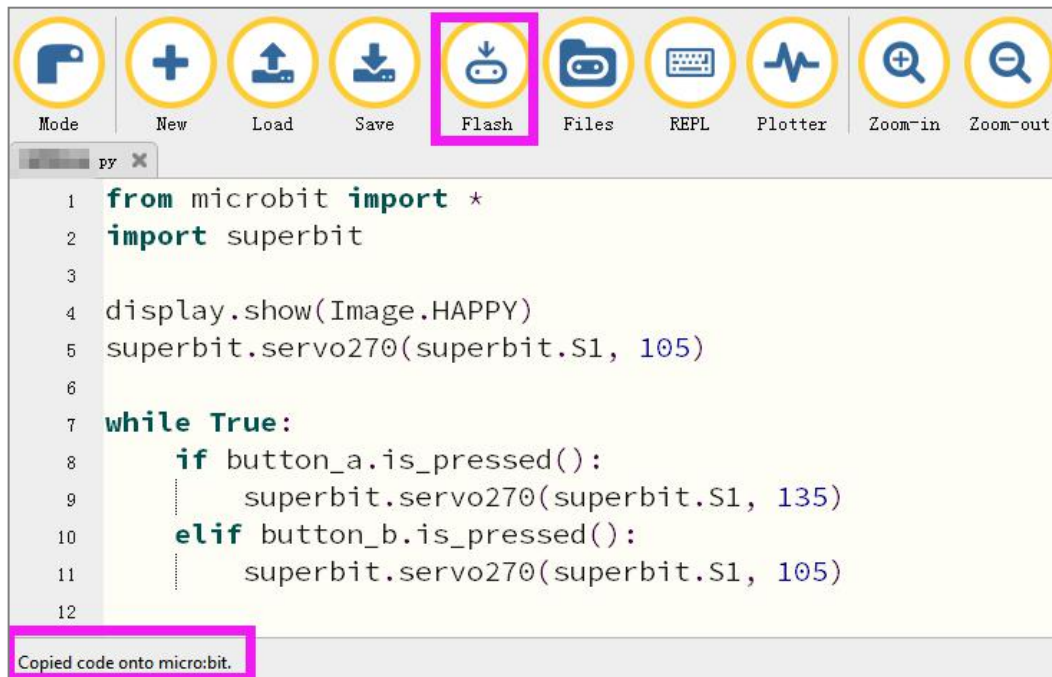 Mode New Load Save Flash Files REPL Plotter Zoom-in Zoom-out
py
1 from microbit import *
2 import superbit
3
4 display.show(Image.HAPPY)
5 superbit.servo270(superbit.S1, 105)
6
7 while True:
8 if button_a.is_pressed():
9 superbit.servo270(superbit.S1, 135)
10 elif button_b.is_pressed():
11 superbit.servo270(superbit.S1, 105)
12
Copied code onto micro:bit.